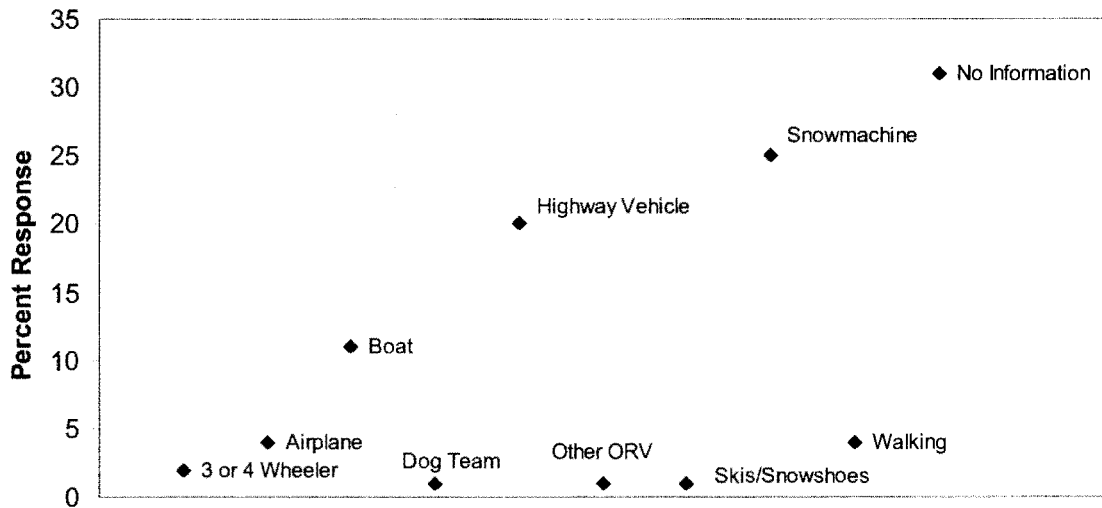 35
30
25
20
15
10
5
0
Percent Response
No Information
Snowmachine
Highway Vehicle
Boat
Airplane
Walking
3 or 4 Wheeler
Dog Team
Other ORV
Skis/Snowshoes